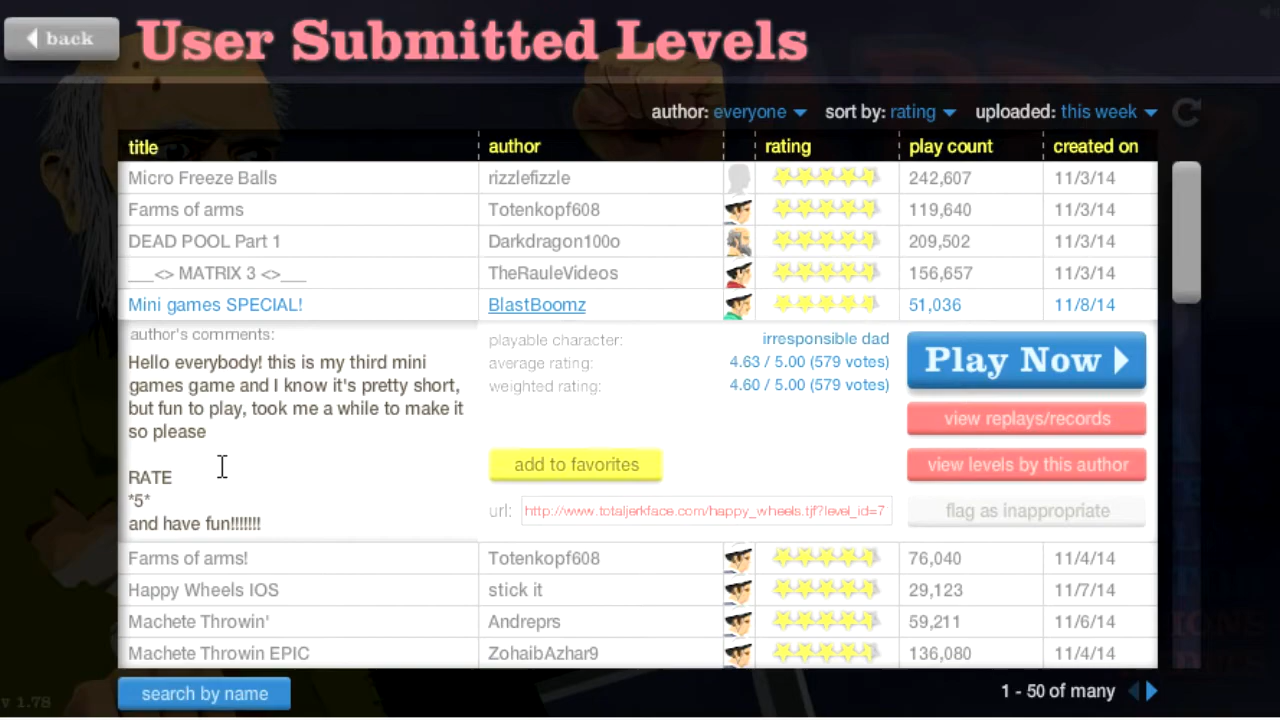 back
User Submitted Levels
author: everyone sort by: rating uploaded: this week
title author rating play count created on
Micro Freeze Balls rizzlefizzle 242,607 11/3/14
Farms of arms Totenkopf608 119,640 11/3/14
DEAD POOL Part 1 Darkdragon100o 209,502 11/3/14
___<> MATRIX 3 <>___ TheRauleVideos 156,657 11/3/14
Mini games SPECIAL! BlastBoomz 51,036 11/8/14
author's comments:
Hello everybody! this is my third mini
games game and I know it's pretty short,
but fun to play, took me a while to make it
so please
RATE
*5*
and have fun!!!!!!!
playable character: irresponsible dad
average rating: 4.63 / 5.00 (579 votes)
weighted rating: 4.60 / 5.00 (579 votes)
add to favorites
url: http://www.totaljerkface.com/happy_wheels.tjf?level_id=7
Play Now
view replays/records
view levels by this author
flag as inappropriate
Farms of arms! Totenkopf608 76,040 11/4/14
Happy Wheels IOS stick it 29,123 11/7/14
Machete Throwin' Andreprs 59,211 11/6/14
Machete Throwin EPIC ZohaibAzhar9 136,080 11/4/14
v 1.78
search by name
1 - 50 of many